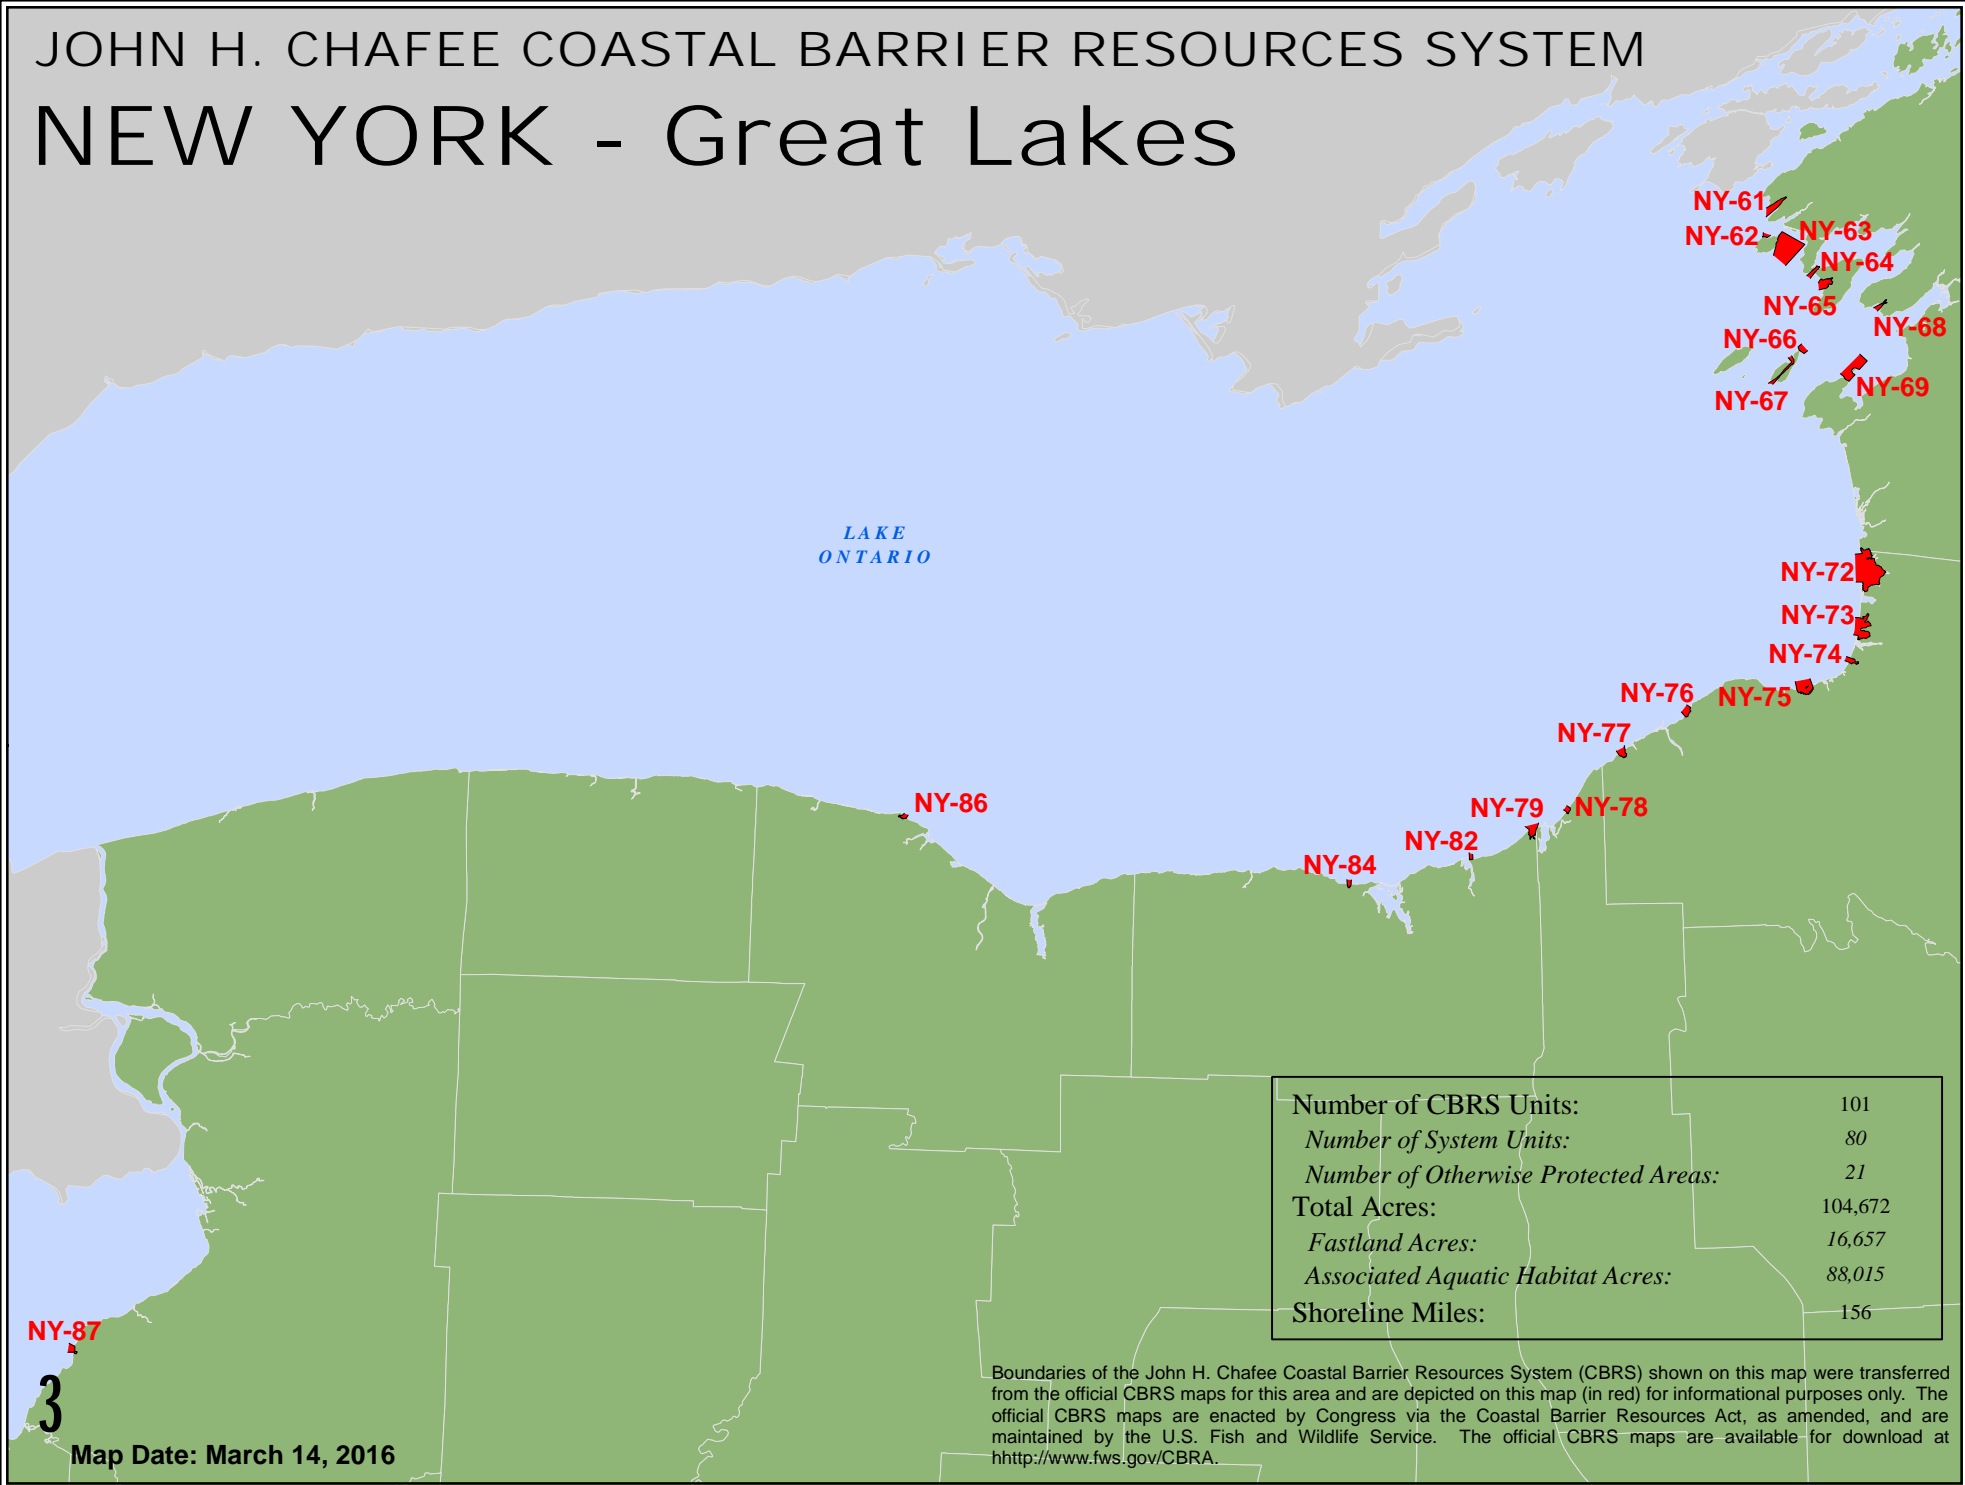 JOHN H. CHAFEE COASTAL BARRIER RESOURCES SYSTEM
NEW YORK - Great Lakes
NY-61
NY-62
NY-63
NY-64
NY-65
NY-68
NY-66
NY-67
NY-69
LAKE
ONTARIO
NY-72
NY-73
NY-74
NY-75
NY-76
NY-77
NY-78
NY-79
NY-82
NY-84
NY-86
NY-87
Number of CBRS Units: 101
Number of System Units: 80
Number of Otherwise Protected Areas: 21
Total Acres: 104,672
Fastland Acres: 16,657
Associated Aquatic Habitat Acres: 88,015
Shoreline Miles: 156
Boundaries of the John H. Chafee Coastal Barrier Resources System (CBRS) shown on this map were transferred
from the official CBRS maps for this area and are depicted on this map (in red) for informational purposes only. The
official CBRS maps are enacted by Congress via the Coastal Barrier Resources Act, as amended, and are
maintained by the U.S. Fish and Wildlife Service. The official CBRS maps are available for download at
hhttp://www.fws.gov/CBRA.
3
Map Date: March 14, 2016